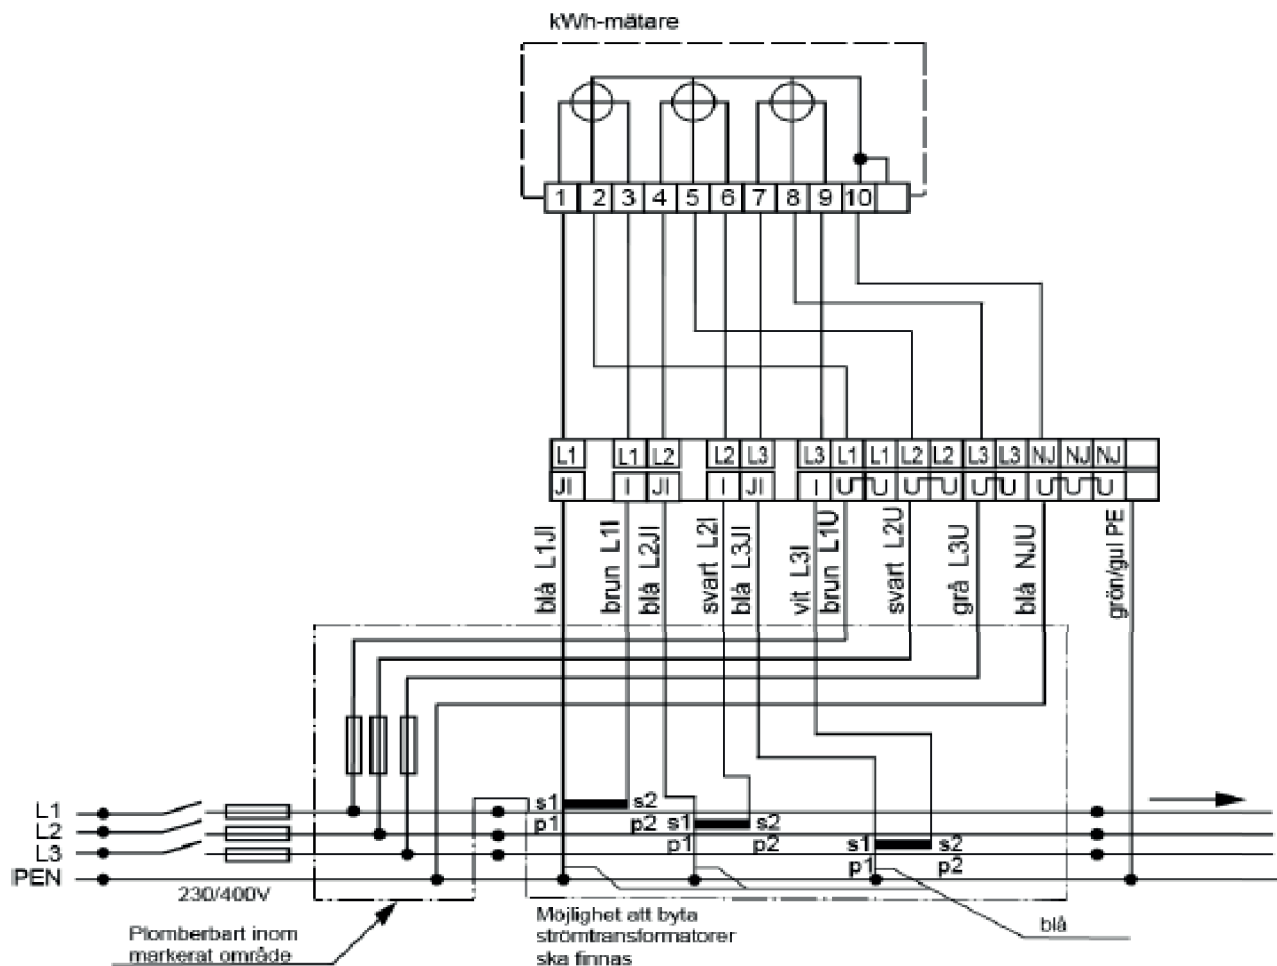 kWh-mätare
1 2 3 4 5 6 7 8 9 10
L1 L1 L2 L2 L3 L3 L1 L1 L2 L2 L3 L3 NJ NJ NJ
JI I JI I JI I U U U U U U U U U
blå L1JI
brun L1I
blå L2JI
svart L2I
blå L3JI
vit L3I
brun L1U
svart L2U
grå L3U
blå NJU
grön/gul PE
L1
L2
L3
PEN
s1 s2
p1 p2
s1 s2
p1 p2
s1 s2
p1 p2
230/400V
Plomberbart inom
markerat område
Möjlighet att byta
strömtransformatorer
ska finnas
blå